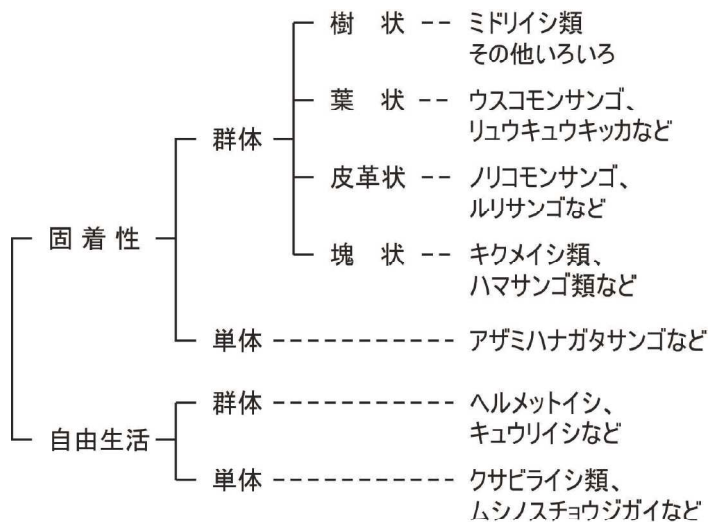 樹 状 -- ミドリイシ類
その他いろいろ
葉 状 -- ウスコモンサンゴ、
リュウキュウキッカなど
群体
皮革状 -- ノリコモンサンゴ、
ルリサンゴなど
固着性
塊 状 -- キクメイシ類、
ハマサンゴ類など
単体 ----------- アザミハナガタサンゴなど
群体 ----------- ヘルメットイシ、
キュウリイシなど
自由生活
単体 ----------- クサビライシ類、
ムシノスチョウジガイなど